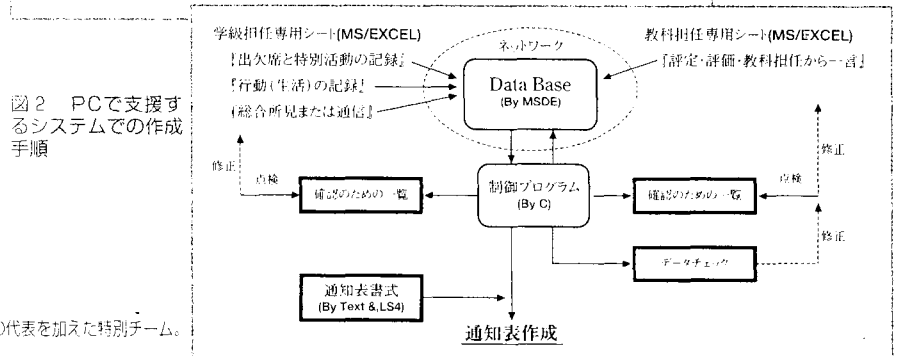 学級担任専用シート(MS/EXCEL)
『出欠席と特別活動の記録』
『行動(生活)の記録』
(総合所見または通信』
ネットワーク
Data Base
(By MSDE)
教科担任専用シート(MS/EXCEL)
『評定・評価・教科担任から一言』
図2 PCで支援す
るシステムでの作成
手順
修正
点検
確認のための一覧
制御プログラム
(By C)
確認のための一覧
点検
修正
データチェック
修正
通知表書式
(By Text &,LS4)
通知表作成
代表を加えた特別チーム。